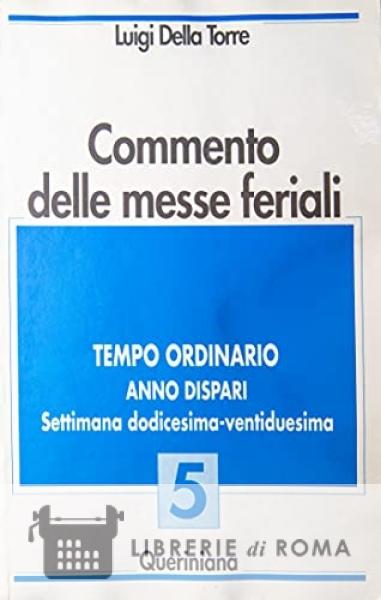 Luigi Della Torre
Commento
delle messe feriali
TEMPO ORDINARIO
ANNO DISPARI
Settimana dodicesima-ventiduesima
5
LIBRERIE di ROMA
Queriniana